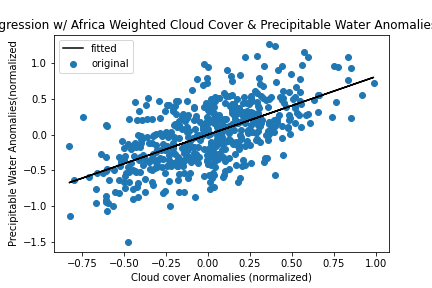 gression w/ Africa Weighted Cloud Cover & Precipitable Water Anomalies
fitted
original
Precipitable Water Anomalies(normalized
1.0
0.5
0.0
−0.5
−1.0
−1.5
−0.75 −0.50 −0.25 0.00 0.25 0.50 0.75 1.00
Cloud cover Anomalies (normalized)